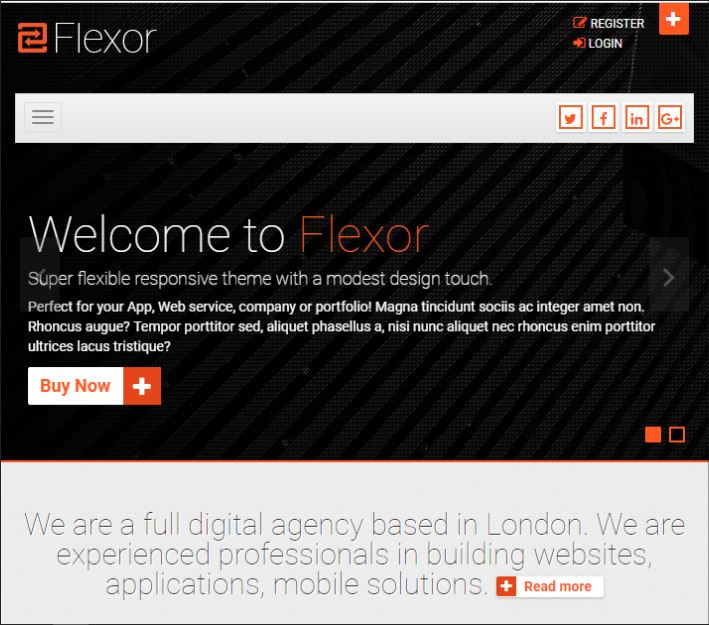 Flexor
REGISTER
LOGIN
Welcome to Flexor
Super flexible responsive theme with a modest design touch.
Perfect for your App, Web service, company or portfolio! Magna tincidunt sociis ac integer amet non.
Rhoncus augue? Tempor porttitor sed, aliquet phasellus a, nisi nunc aliquet nec rhoncus enim porttitor
ultrices lacus tristique?
Buy Now
We are a full digital agency based in London. We are
experienced professionals in building websites,
applications, mobile solutions. Read more